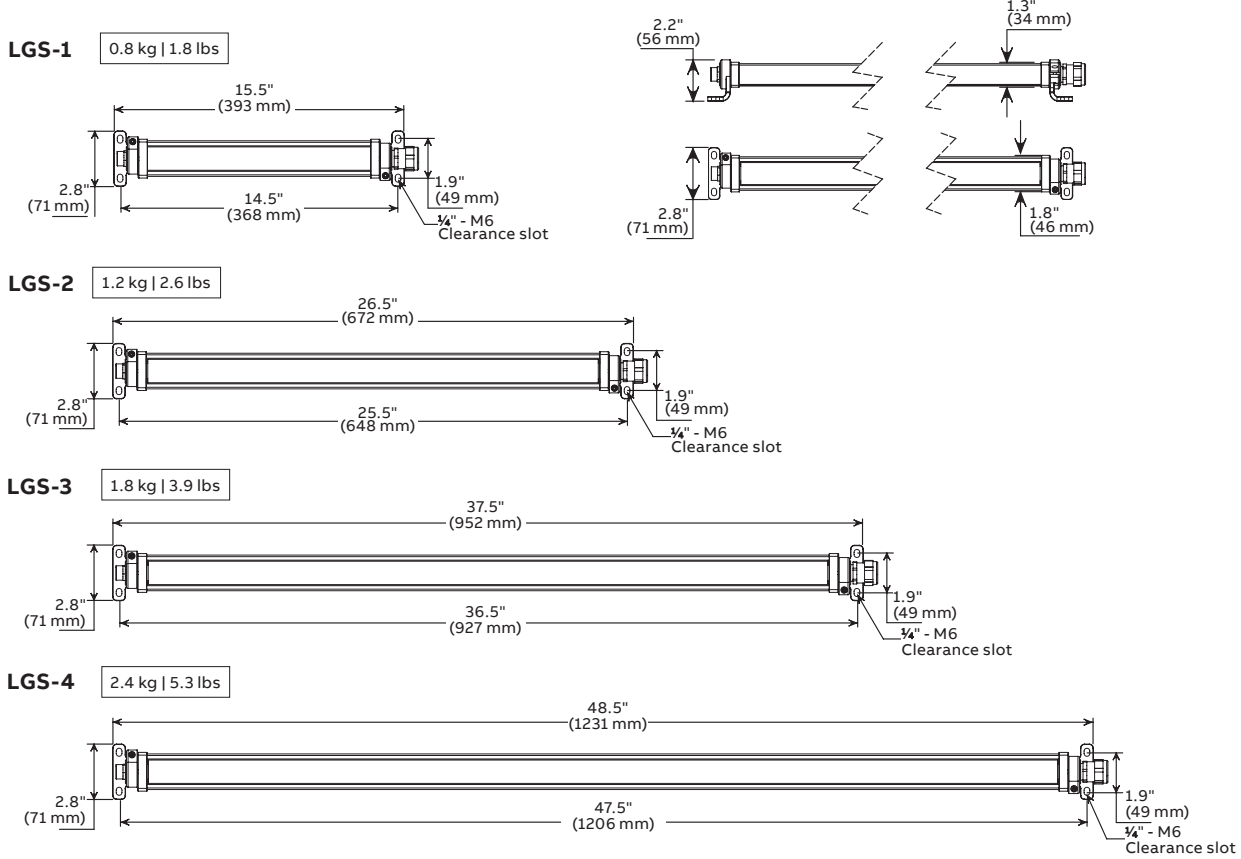 LGS-1
0.8 kg | 1.8 lbs
15.5"
(393 mm)
2.8"
(71 mm)
14.5"
(368 mm)
1.9"
(49 mm)
¼" - M6
Clearance slot
2.2"
(56 mm)
1.3"
(34 mm)
2.8"
(71 mm)
1.8"
(46 mm)
LGS-2
1.2 kg | 2.6 lbs
26.5"
(672 mm)
2.8"
(71 mm)
25.5"
(648 mm)
1.9"
(49 mm)
¼" - M6
Clearance slot
LGS-3
1.8 kg | 3.9 lbs
37.5"
(952 mm)
2.8"
(71 mm)
36.5"
(927 mm)
1.9"
(49 mm)
¼" - M6
Clearance slot
LGS-4
2.4 kg | 5.3 lbs
48.5"
(1231 mm)
2.8"
(71 mm)
47.5"
(1206 mm)
1.9"
(49 mm)
¼" - M6
Clearance slot